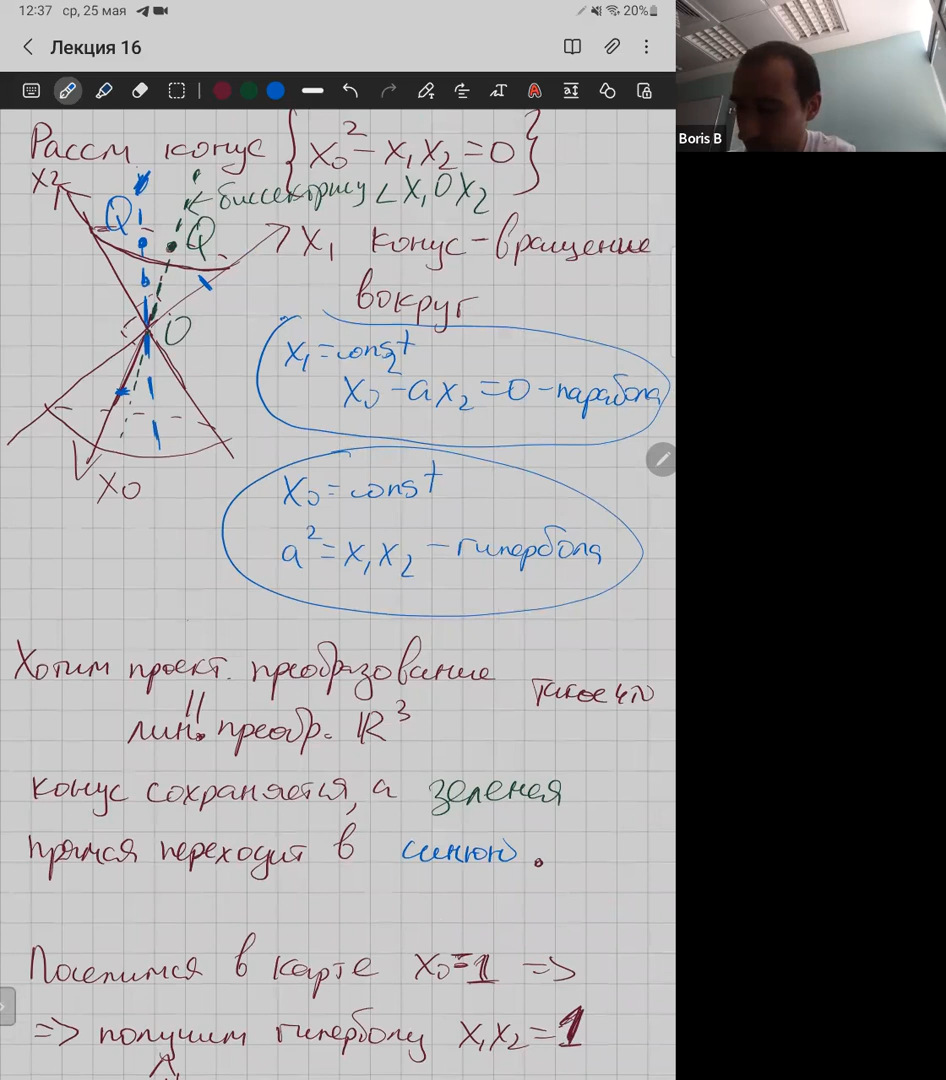 12:37 ср, 25 мая
20%
Лекция 16
Boris B
Рассм конус {X₀² - X₁X₂ = 0}
X₂
биссектрису ∠X₁OX₂
Q
Q
X₁ конус - вращение
вокруг
O
X₁ = const
X₀² - aX₂ = 0 - парабола
X₀
X₀ = const
a² = X₁X₂ - гипербола
Хотим проект. преобразование
такое что
||
лин. преобр. ℝ³
конус сохраняется, а зеленая
прямая переходит в синюю.
Поселимся в карте X₀ = 1 =>
=> получим гиперболу X₁X₂ = 1